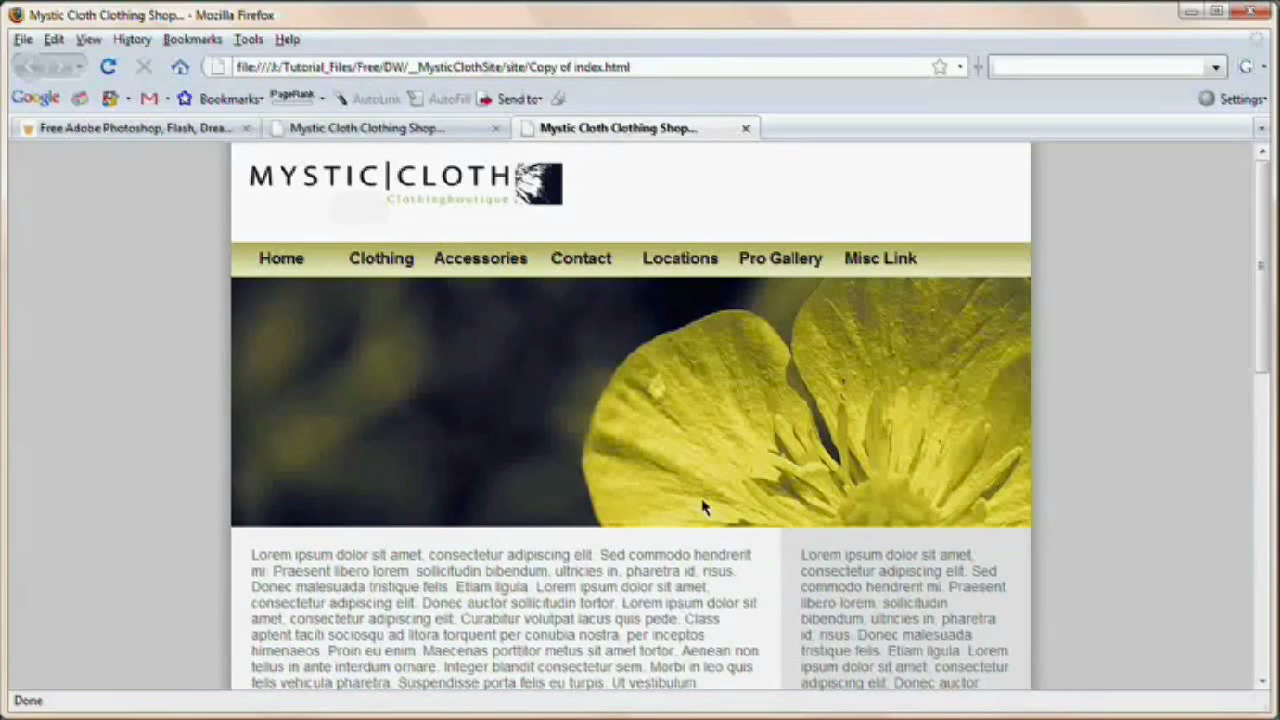 Mystic Cloth Clothing Shop... - Mozilla Firefox
File Edit View History Bookmarks Tools Help
file:///J:/Tutorial_Files/Free/DW/__MysticClothSite/site/Copy of index.html
Google Bookmarks PageRank AutoLink AutoFill Send to Settings
Free Adobe Photoshop, Flash, Drea... Mystic Cloth Clothing Shop... Mystic Cloth Clothing Shop...
MYSTIC|CLOTH
Clothingboutique
Home Clothing Accessories Contact Locations Pro Gallery Misc Link
Lorem ipsum dolor sit amet, consectetur adipiscing elit. Sed commodo hendrerit
mi. Praesent libero lorem, sollicitudin bibendum, ultricies in, pharetra id, risus.
Donec malesuada tristique felis. Etiam ligula. Lorem ipsum dolor sit amet,
consectetur adipiscing elit. Donec auctor sollicitudin tortor. Lorem ipsum dolor sit
amet, consectetur adipiscing elit. Curabitur volutpat lacus quis pede. Class
aptent taciti sociosqu ad litora torquent per conubia nostra, per inceptos
himenaeos. Proin eu enim. Maecenas porttitor metus sit amet tortor. Aenean non
tellus in ante interdum ornare. Integer blandit consectetur sem. Morbi in leo quis
felis vehicula pharetra. Suspendisse porta felis eu turpis. Ut vestibulum
Lorem ipsum dolor sit amet,
consectetur adipiscing elit. Sed
commodo hendrerit mi. Praesent
libero lorem, sollicitudin
bibendum, ultricies in, pharetra
id, risus. Donec malesuada
tristique felis. Etiam ligula. Lorem
ipsum dolor sit amet, consectetur
adipiscing elit. Donec auctor
Done